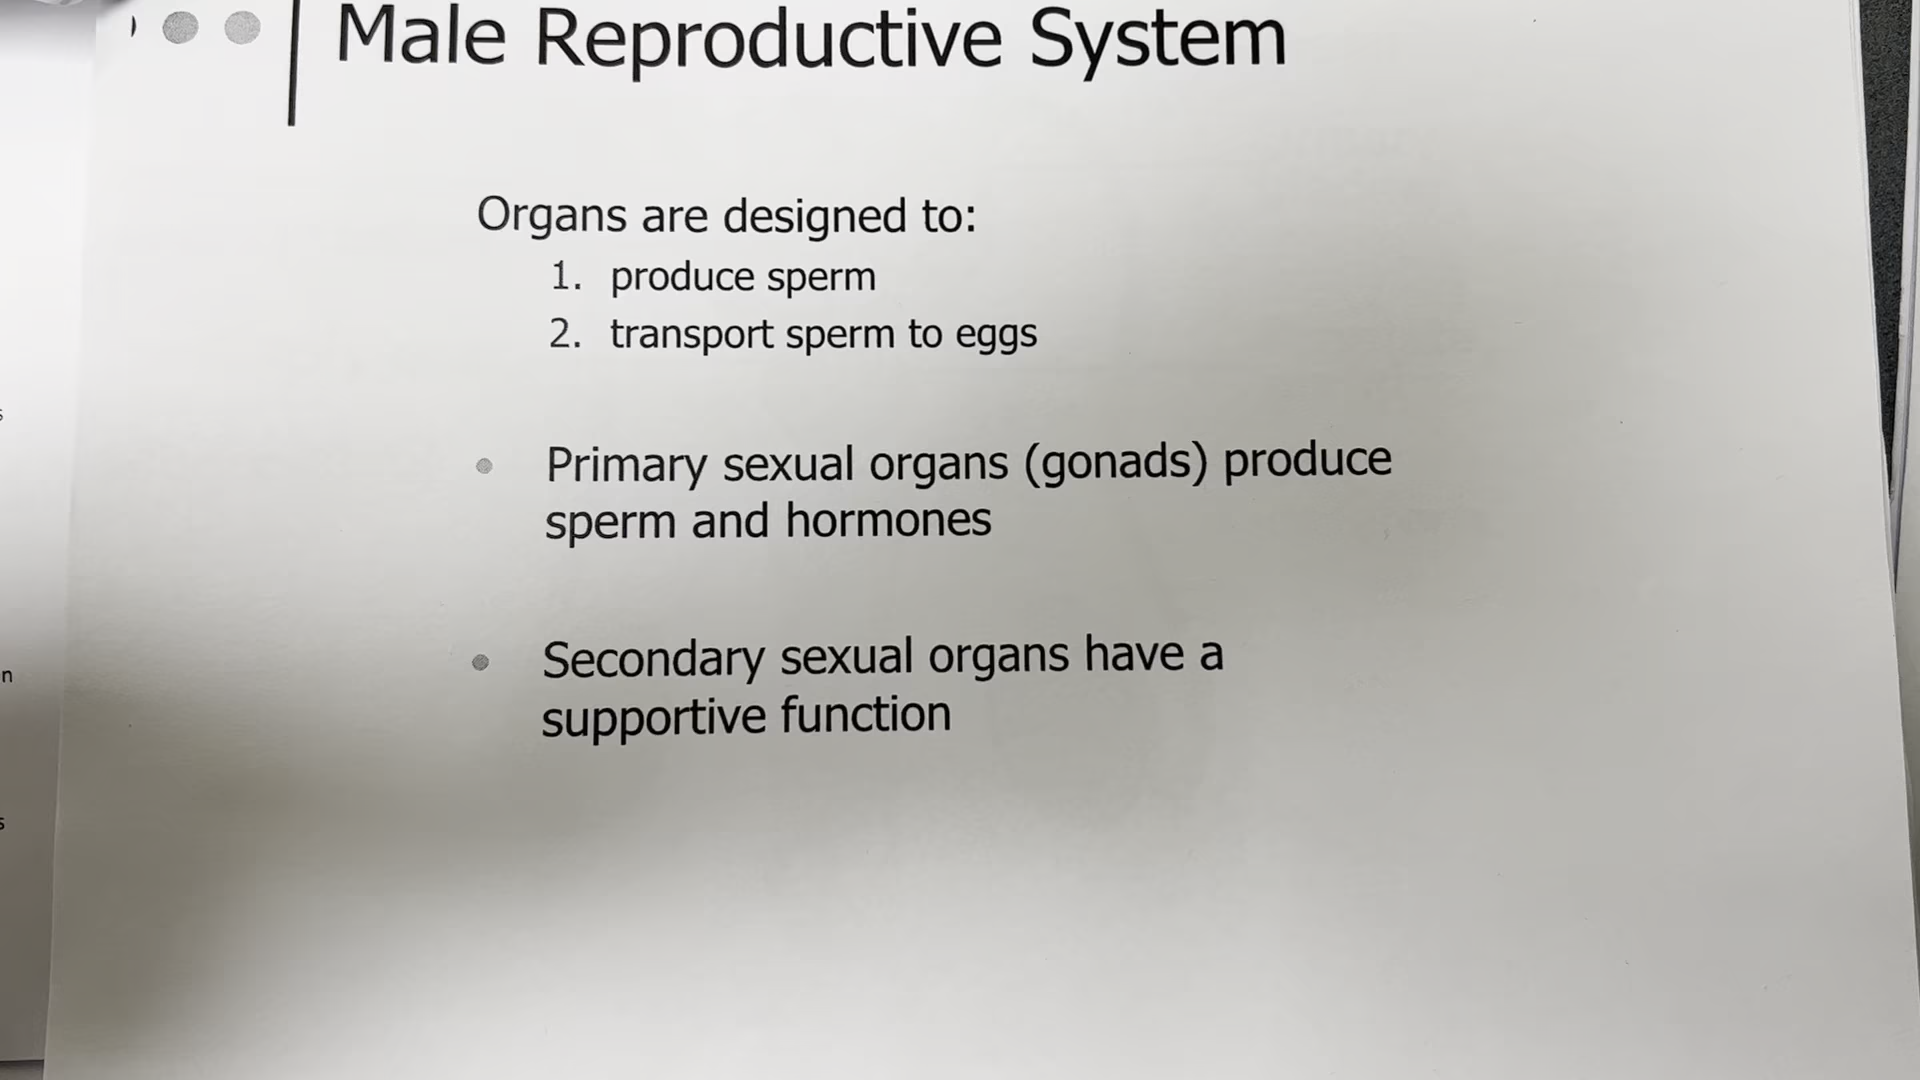 Male Reproductive System
Organs are designed to:
1. produce sperm
2. transport sperm to eggs
• Primary sexual organs (gonads) produce
sperm and hormones
• Secondary sexual organs have a
supportive function
s
n
s